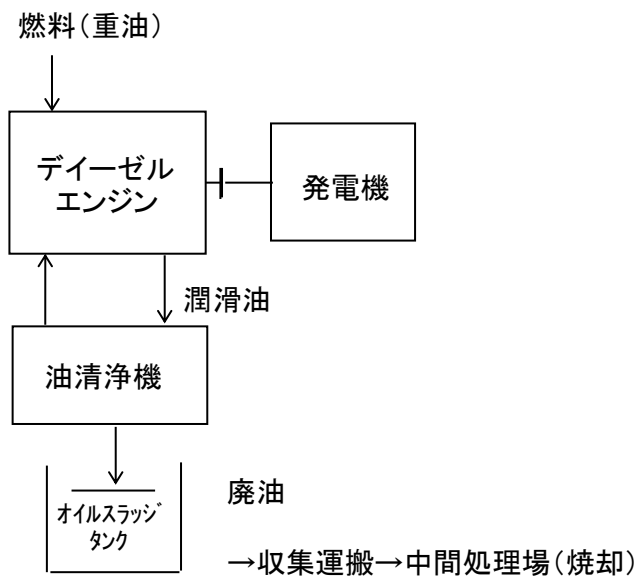 燃料(重油)
デイーゼル
エンジン
発電機
潤滑油
油清浄機
オイルスラッジ
タンク
廃油
→収集運搬→中間処理場(焼却)